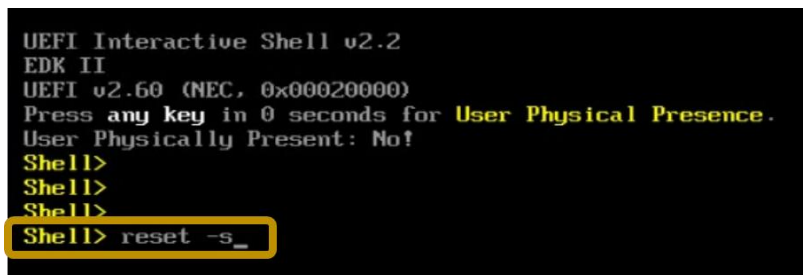 UEFI Interactive Shell v2.2
EDK II
UEFI v2.60 (NEC, 0x00020000)
Press any key in 0 seconds for User Physical Presence.
User Physically Present: No!
Shell>
Shell>
Shell>
Shell> reset -s_